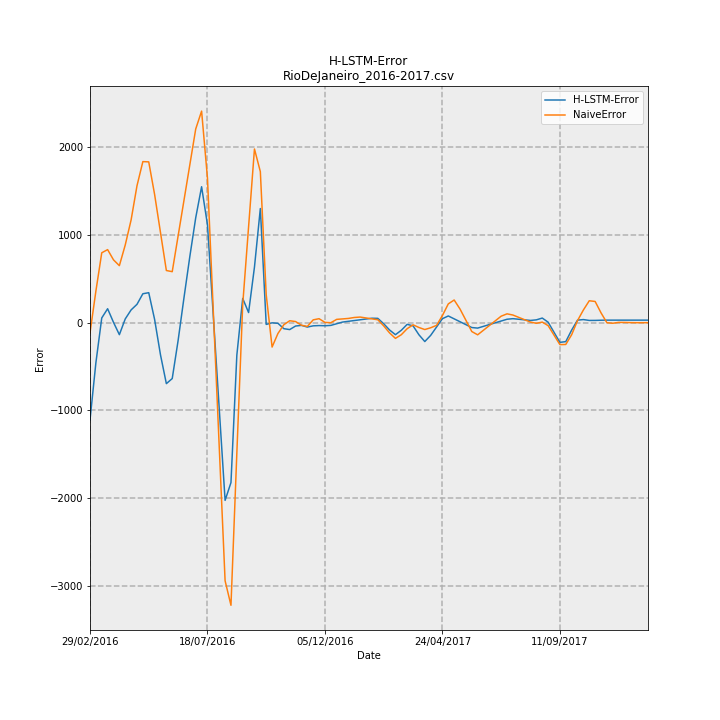 H-LSTM-Error
RioDeJaneiro_2016-2017.csv
H-LSTM-Error
NaiveError
2000
1000
0
−1000
−2000
−3000
Error
29/02/2016
18/07/2016
05/12/2016
24/04/2017
11/09/2017
Date